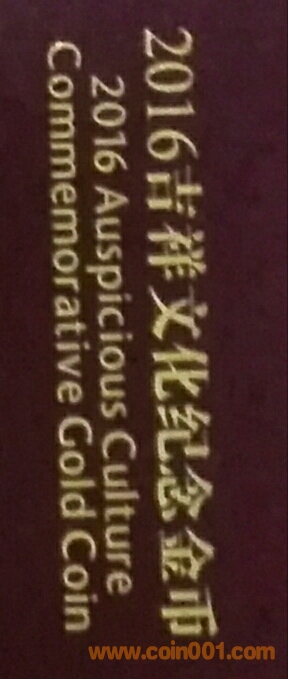 2016吉祥文化纪念金币
2016 Auspicious Culture
Commemorative Gold Coin
www.coin001.com